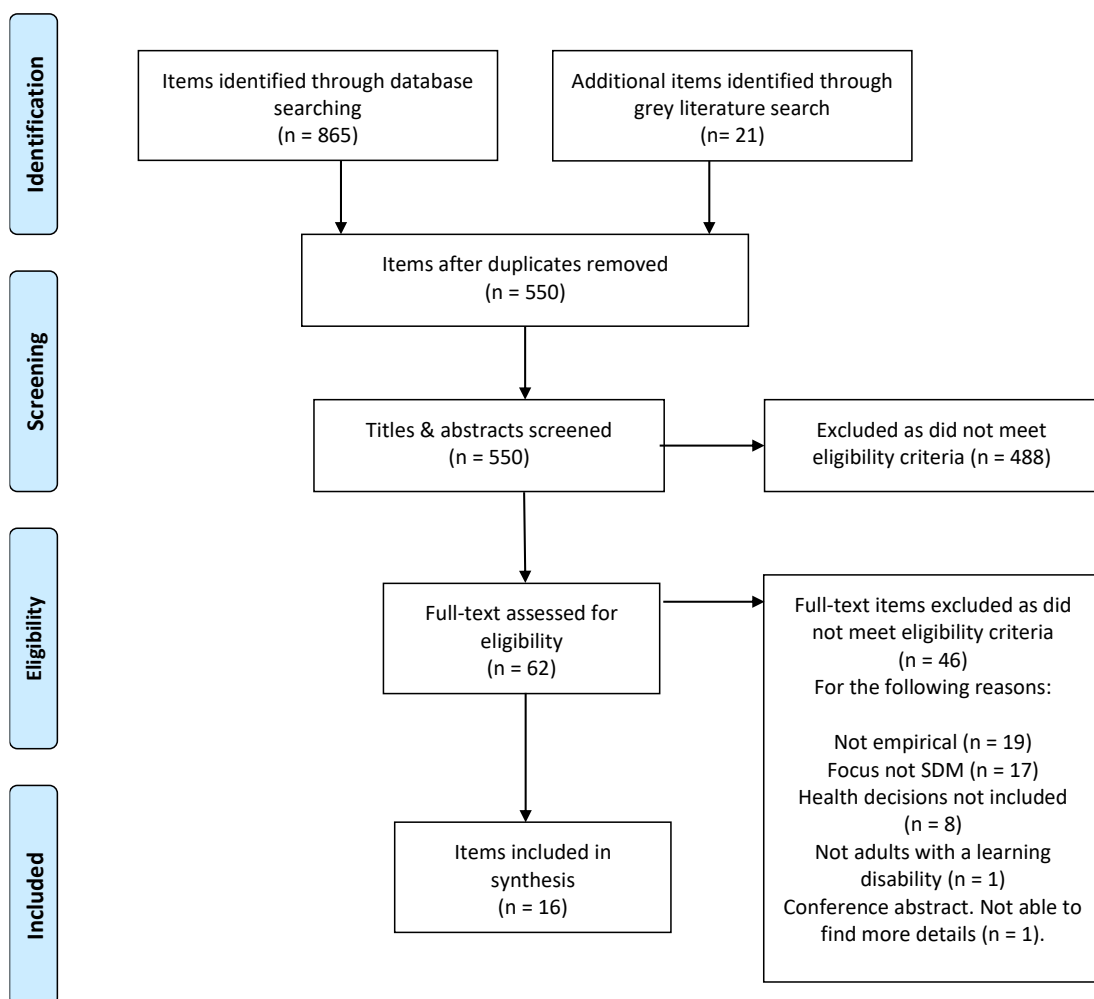 Identification
Items identified through database
searching
(n = 865)
Additional items identified through
grey literature search
(n= 21)
Items after duplicates removed
(n = 550)
Screening
Titles & abstracts screened
(n = 550)
Excluded as did not meet
eligibility criteria (n = 488)
Eligibility
Full-text assessed for
eligibility
(n = 62)
Full-text items excluded as did
not meet eligibility criteria
(n = 46)
For the following reasons:
Not empirical (n = 19)
Focus not SDM (n = 17)
Health decisions not included
(n = 8)
Not adults with a learning
disability (n = 1)
Conference abstract. Not able to
find more details (n = 1).
Included
Items included in
synthesis
(n = 16)